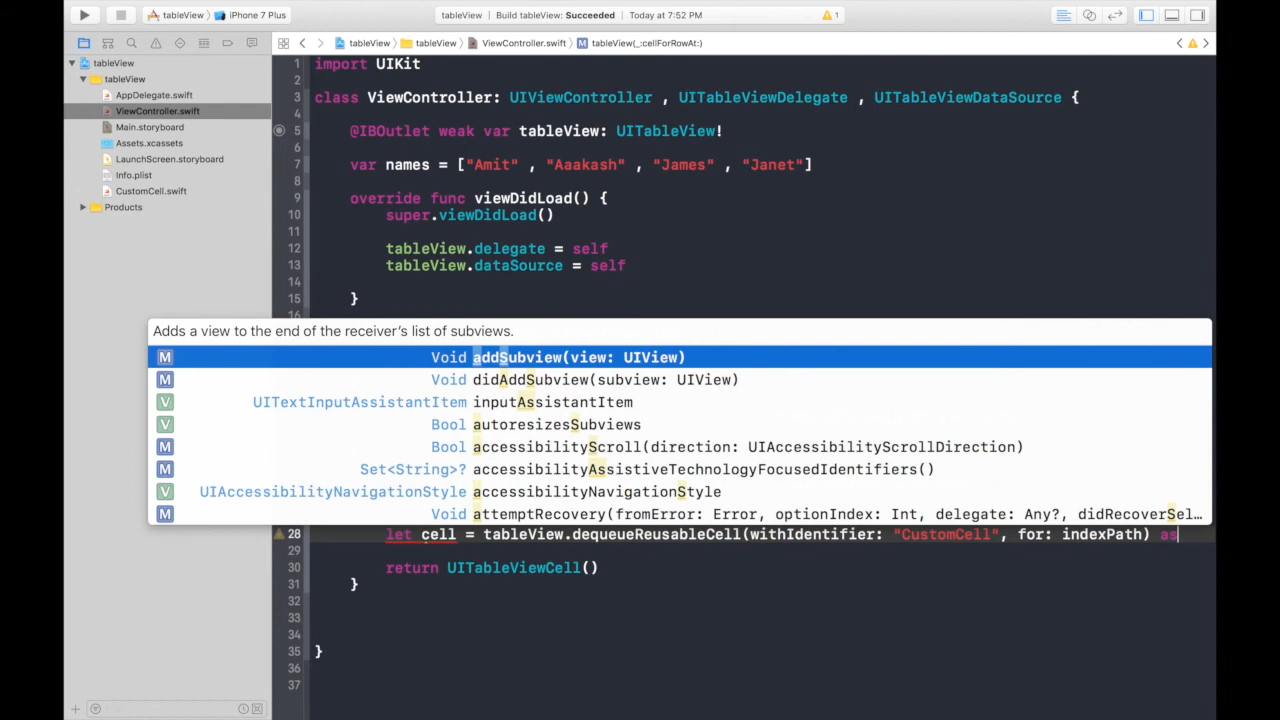 tableView
iPhone 7 Plus
tableView | Build tableView: Succeeded | Today at 7:52 PM
1
tableView
tableView
ViewController.swift
tableView(_:cellForRowAt:)
tableView
tableView
AppDelegate.swift
ViewController.swift
Main.storyboard
Assets.xcassets
LaunchScreen.storyboard
Info.plist
CustomCell.swift
Products
1 import UIKit
2
3 class ViewController: UIViewController , UITableViewDelegate , UITableViewDataSource {
4
5 @IBOutlet weak var tableView: UITableView!
6
7 var names = ["Amit" , "Aaakash" , "James" , "Janet"]
8
9 override func viewDidLoad() {
10 super.viewDidLoad()
11
12 tableView.delegate = self
13 tableView.dataSource = self
14
15 }
16
Adds a view to the end of the receiver’s list of subviews.
M Void addSubview(view: UIView)
M Void didAddSubview(subview: UIView)
V UITextInputAssistantItem inputAssistantItem
V Bool autoresizesSubviews
M Bool accessibilityScroll(direction: UIAccessibilityScrollDirection)
M Set<String>? accessibilityAssistiveTechnologyFocusedIdentifiers()
V UIAccessibilityNavigationStyle accessibilityNavigationStyle
M Void attemptRecovery(fromError: Error, optionIndex: Int, delegate: Any?, didRecoverSel…
28 let cell = tableView.dequeueReusableCell(withIdentifier: "CustomCell", for: indexPath) as
29
30 return UITableViewCell()
31 }
32
33
34
35 }
36
37